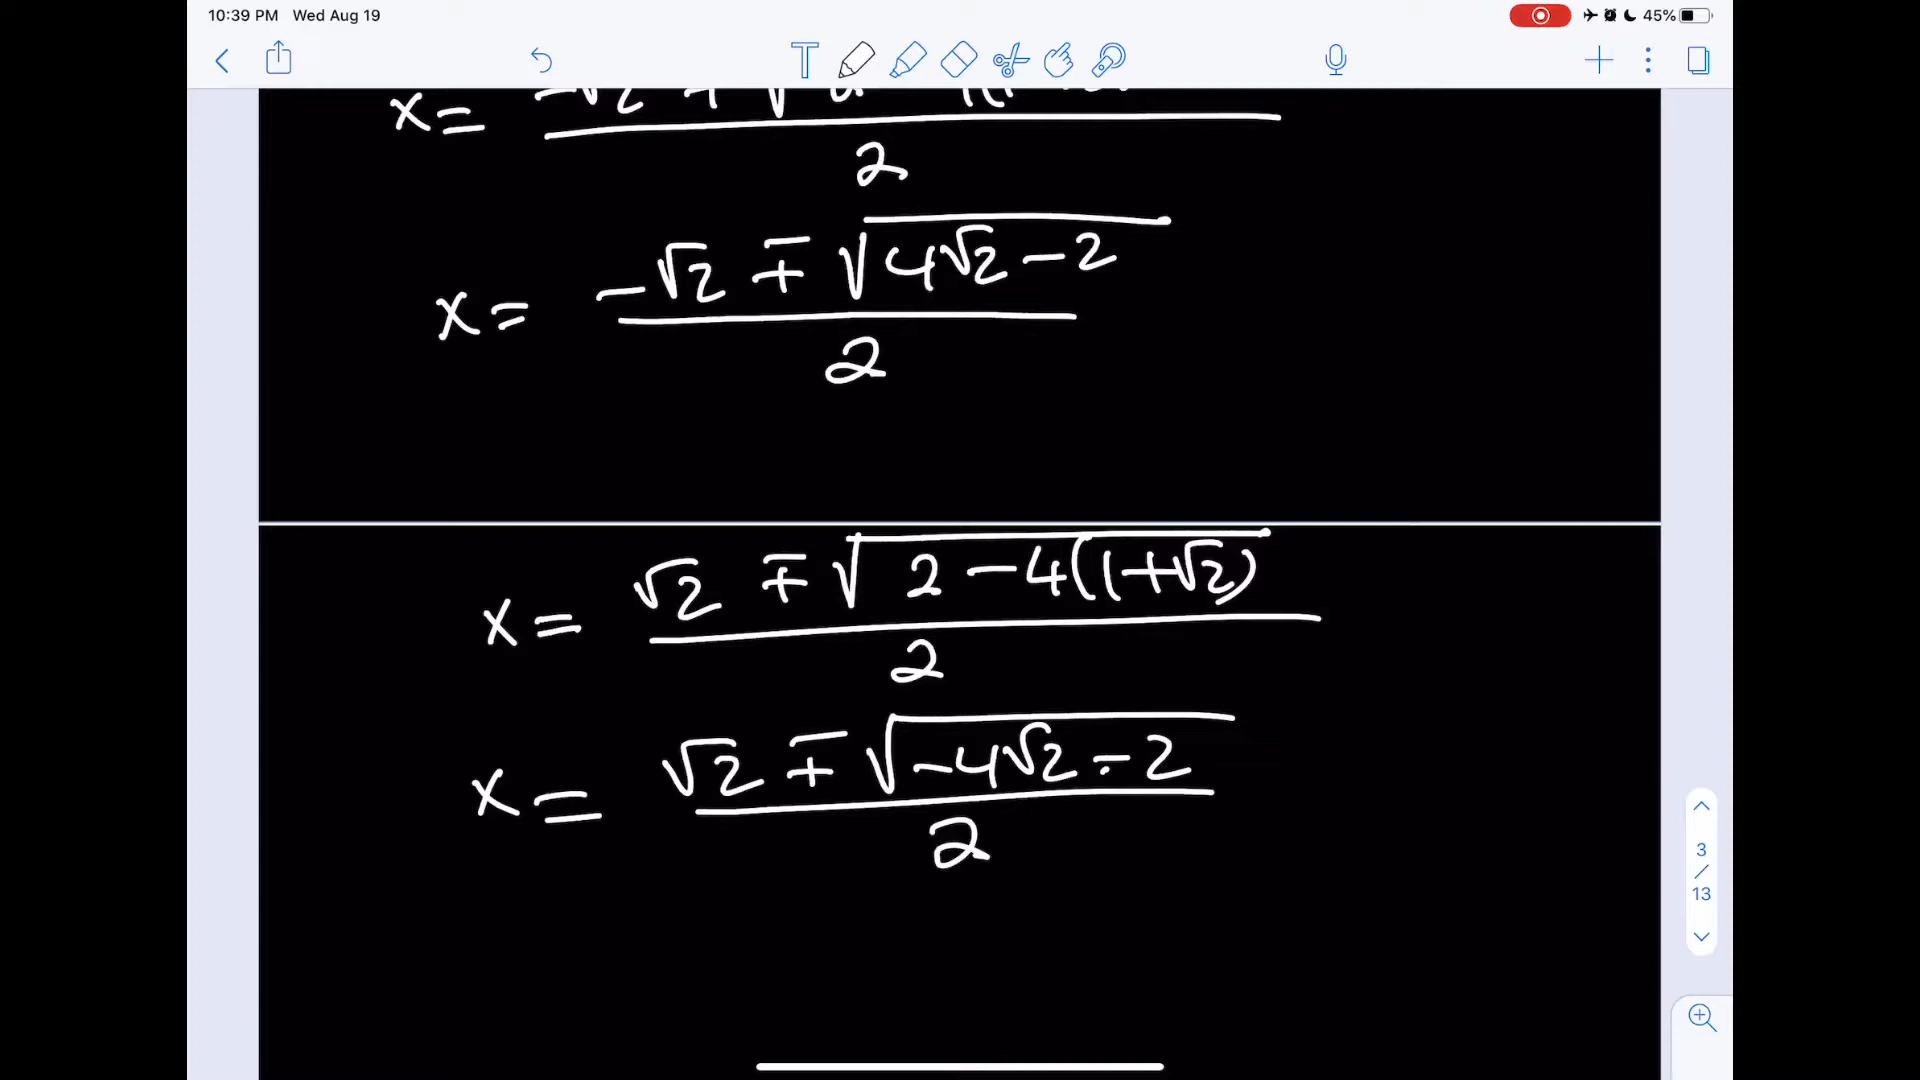 10:39 PM Wed Aug 19
45%
T
x =
2
x = (-√2 ∓ √(4√2 - 2)) / 2
x = (√2 ∓ √(2 - 4(1+√2))) / 2
x = (√2 ∓ √(-4√2 - 2)) / 2
3
/
13